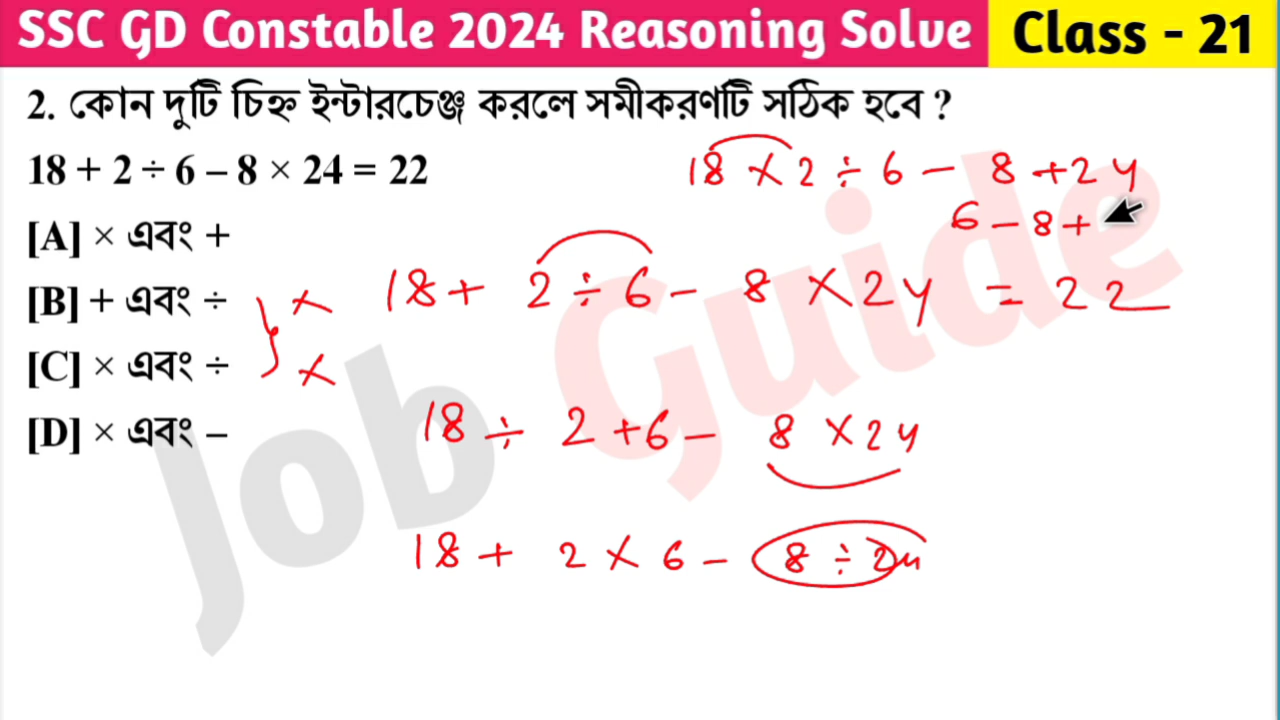 SSC GD Constable 2024 Reasoning Solve
Class - 21
2. কোন দুটি চিহ্ন ইন্টারচেঞ্জ করলে সমীকরণটি সঠিক হবে ?
18 + 2 ÷ 6 – 8 × 24 = 22
18 × 2 ÷ 6 – 8 + 24
[A] × এবং +
6 – 8 +
[B] + এবং ÷
×
18 + 2 ÷ 6 – 8 × 24 = 22
[C] × এবং ÷
×
[D] × এবং –
18 ÷ 2 + 6 – 8 × 24
18 + 2 × 6 – 8 ÷ 24
Job Guide